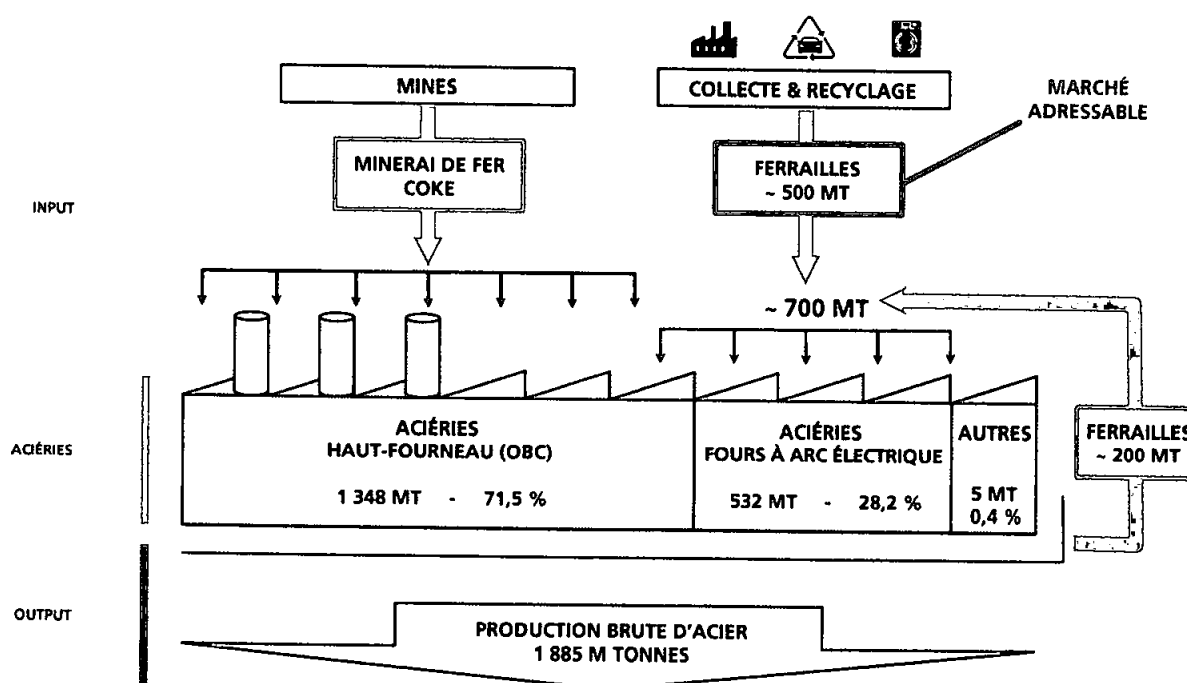 MINES
COLLECTE & RECYCLAGE
MARCHÉ
ADRESSABLE
MINERAI DE FER
COKE
FERRAILLES
~ 500 MT
INPUT
~ 700 MT
ACIÉRIES
ACIÉRIES
HAUT-FOURNEAU (OBC)
1 348 MT - 71,5 %
ACIÉRIES
FOURS À ARC ÉLECTRIQUE
532 MT - 28,2 %
AUTRES
5 MT
0,4 %
FERRAILLES
~ 200 MT
OUTPUT
PRODUCTION BRUTE D'ACIER
1 885 M TONNES